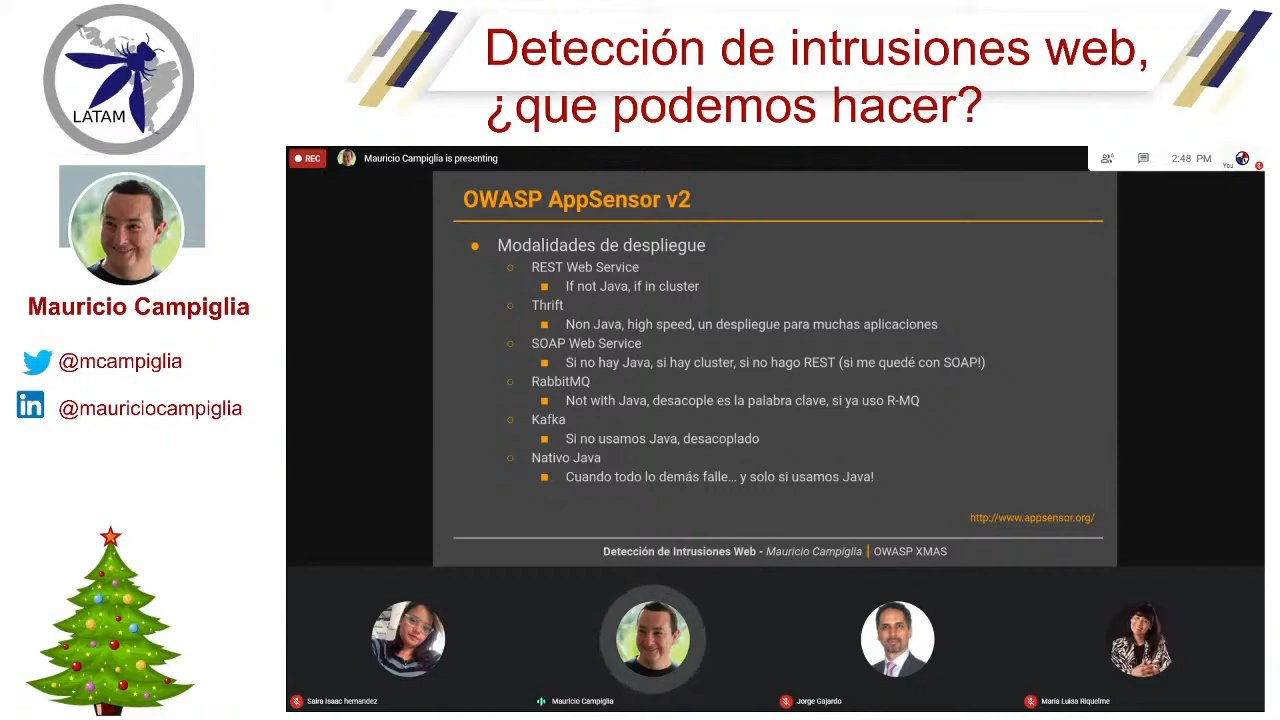 LATAM
Detección de intrusiones web,
¿que podemos hacer?
Mauricio Campiglia
@mcampiglia
in @mauriciocampiglia
REC Mauricio Campiglia is presenting
2:48 PM You
OWASP AppSensor v2
Modalidades de despliegue
REST Web Service
If not Java, if in cluster
Thrift
Non Java, high speed, un despliegue para muchas aplicaciones
SOAP Web Service
Si no hay Java, si hay cluster, si no hago REST (si me quedé con SOAP!)
RabbitMQ
Not with Java, desacople es la palabra clave, si ya uso R-MQ
Kafka
Si no usamos Java, desacoplado
Nativo Java
Cuando todo lo demás falle… y solo si usamos Java!
http://www.appsensor.org/
Detección de Intrusiones Web - Mauricio Campiglia | OWASP XMAS
Saira Isaac hernandez
Mauricio Campiglia
Jorge Gajardo
Maria Luisa Riquelme